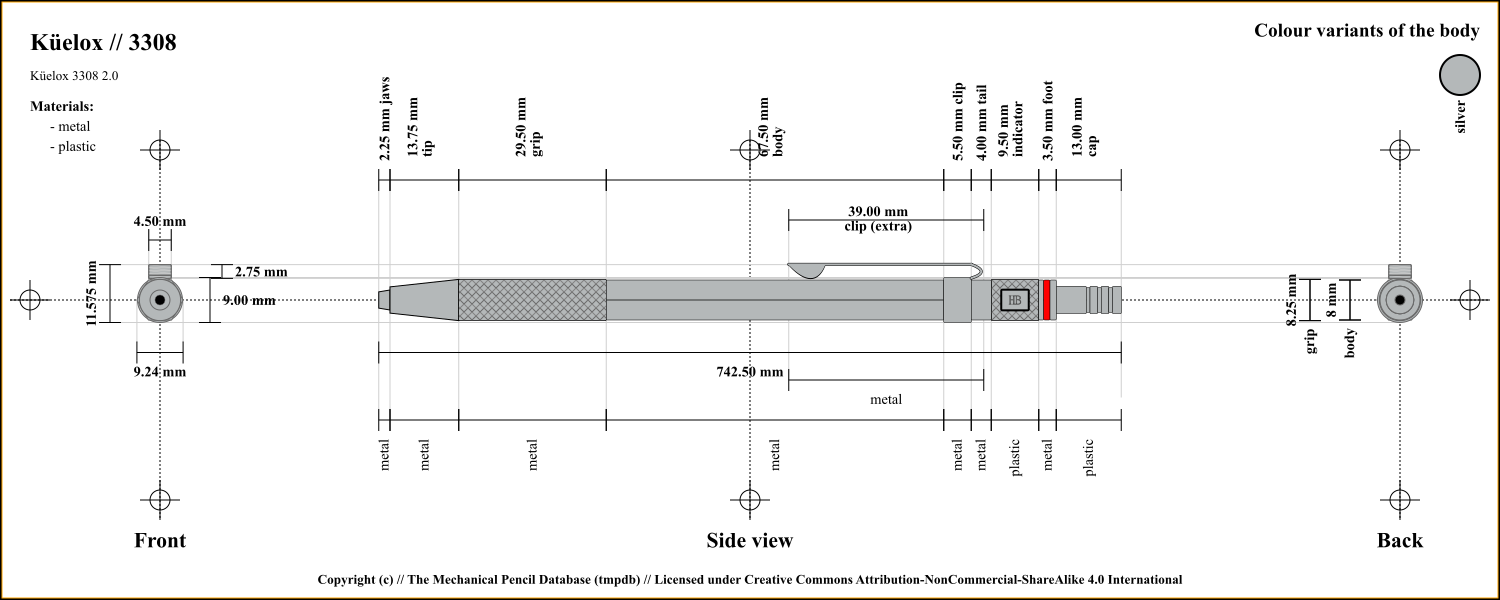 Küelox // 3308
Colour variants of the body
Küelox 3308 2.0
silver
Materials:
- metal
- plastic
2.25 mm jaws
13.75 mm
tip
29.50 mm
grip
67.50 mm
body
5.50 mm clip
4.00 mm tail
9.50 mm
indicator
3.50 mm foot
13.00 mm
cap
39.00 mm
clip (extra)
4.50 mm
2.75 mm
11.575 mm
9.00 mm
HB
8.25 mm
grip
8 mm
body
9.24 mm
742.50 mm
metal
metal
metal
metal
metal
metal
metal
plastic
metal
plastic
Front
Side view
Back
Copyright (c) // The Mechanical Pencil Database (tmpdb) // Licensed under Creative Commons Attribution-NonCommercial-ShareAlike 4.0 International